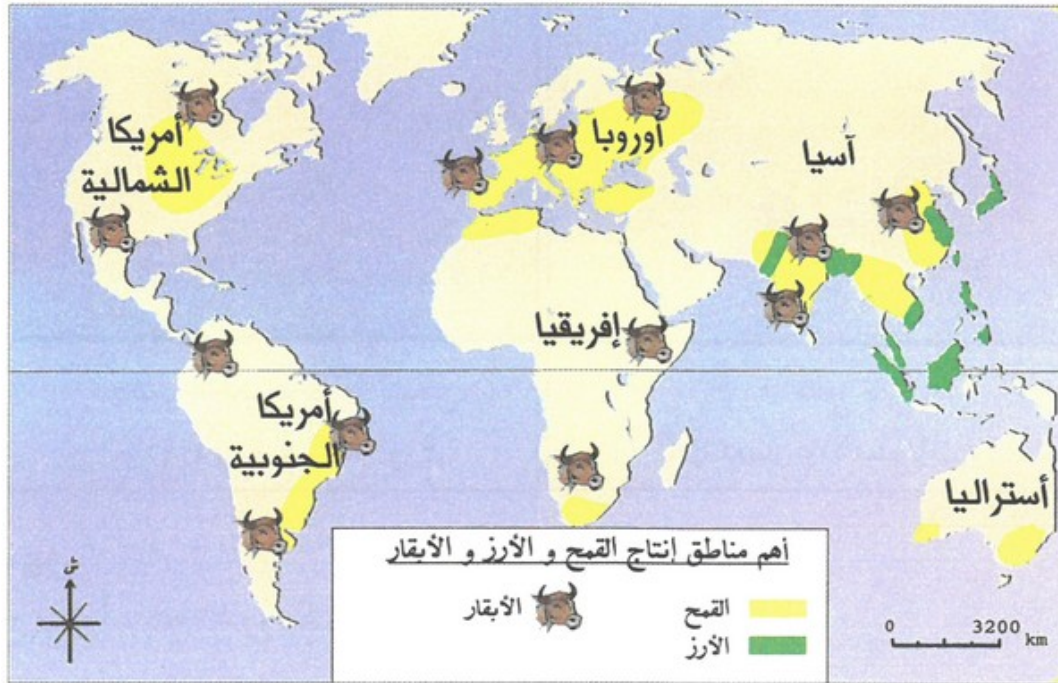 أمريكا
الشمالية
أوروبا
آسيا
إفريقيا
أمريكا
الجنوبية
أستراليا
أهم مناطق إنتاج القمح و الأرز و الأبقار
القمح
الأبقار
الأرز
ش
0 3200 km